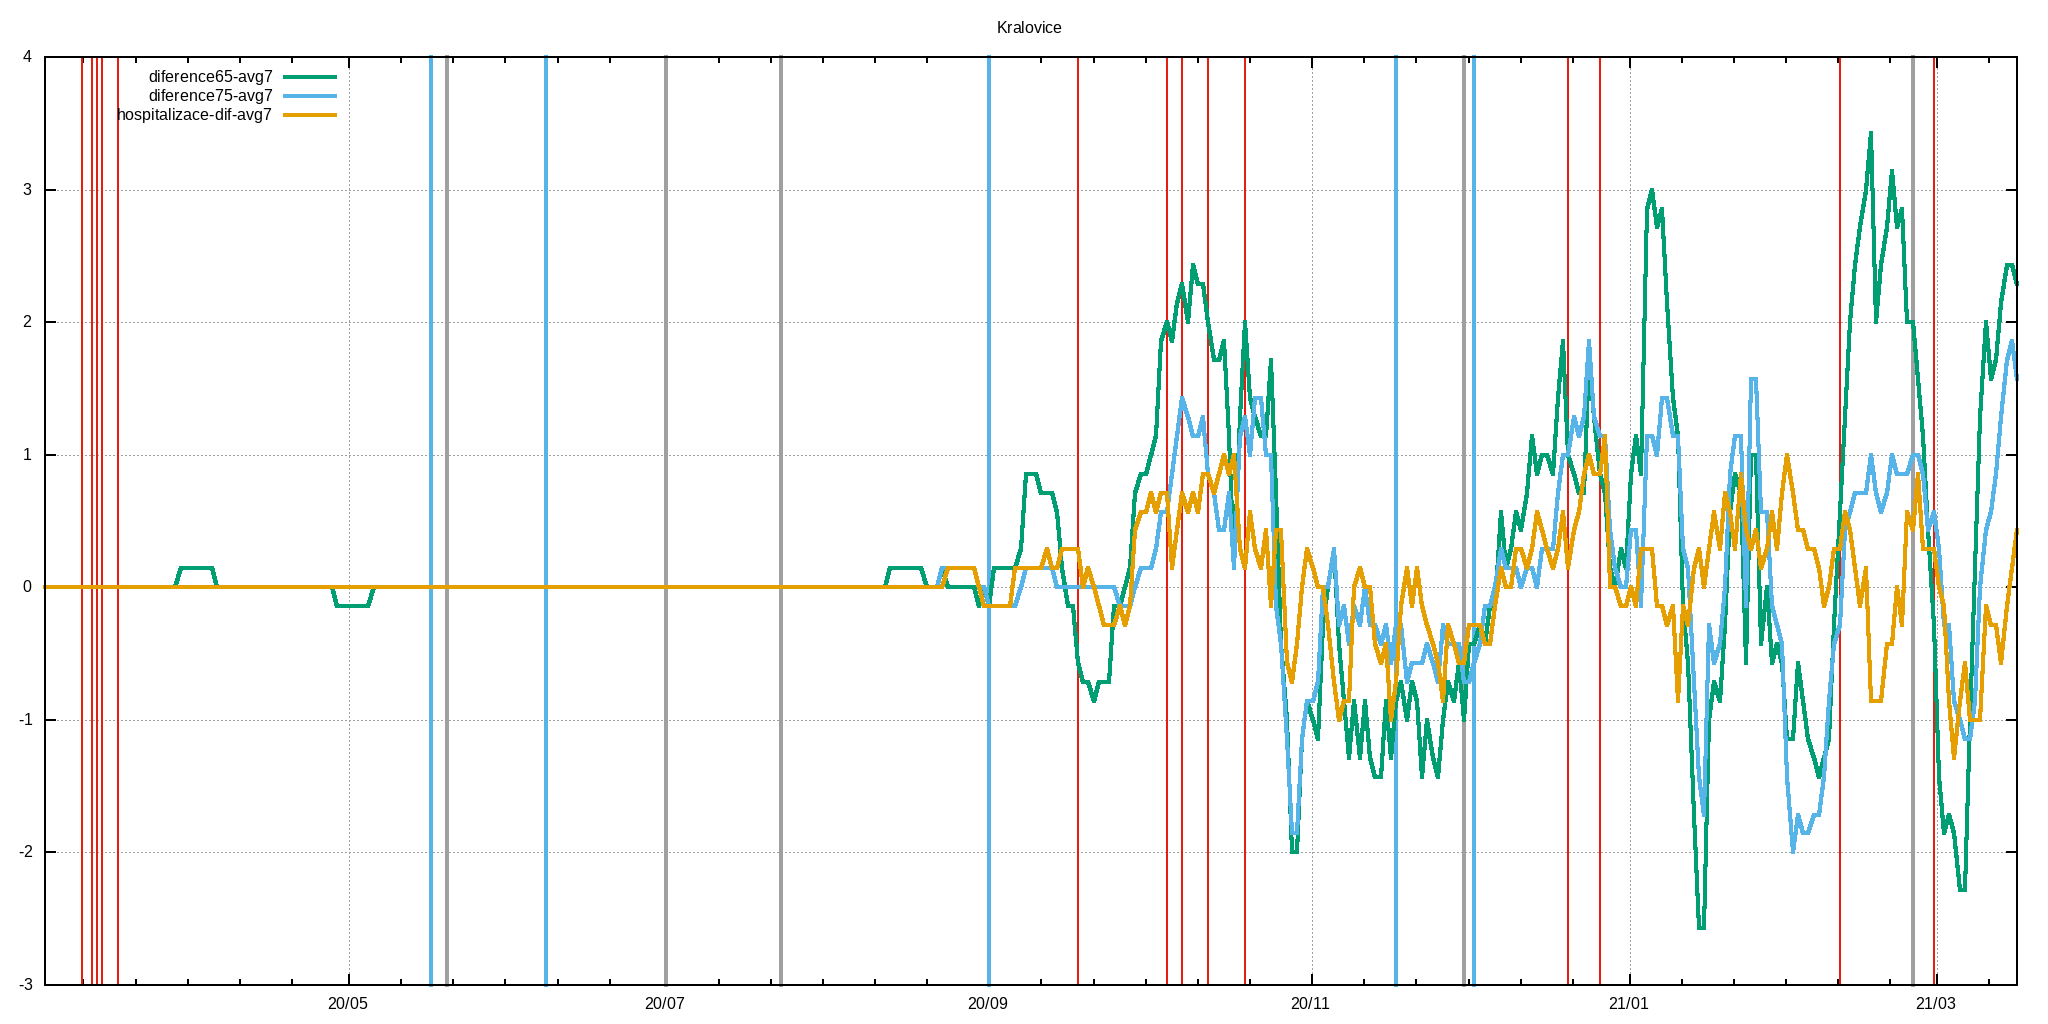 Kralovice
diference65-avg7
diference75-avg7
hospitalizace-dif-avg7
4
3
2
1
0
-1
-2
-3
20/05 20/07 20/09 20/11 21/01 21/03